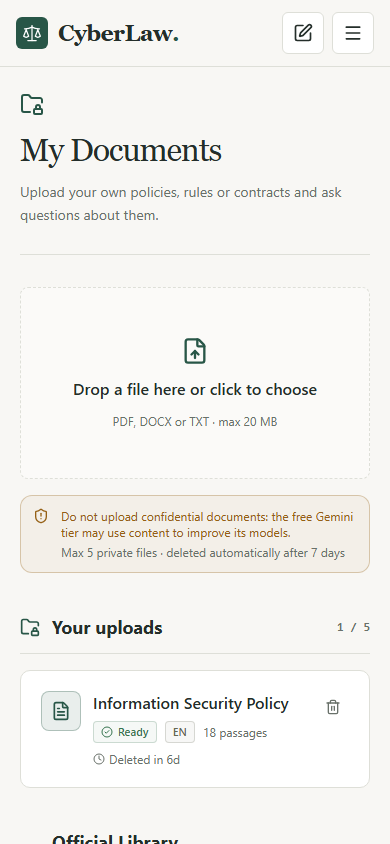 CyberLaw.
My Documents
Upload your own policies, rules or contracts and ask
questions about them.
Drop a file here or click to choose
PDF, DOCX or TXT · max 20 MB
Do not upload confidential documents: the free Gemini
tier may use content to improve its models.
Max 5 private files · deleted automatically after 7 days
Your uploads
1 / 5
Information Security Policy
Ready
EN
18 passages
Deleted in 6d
Official Library